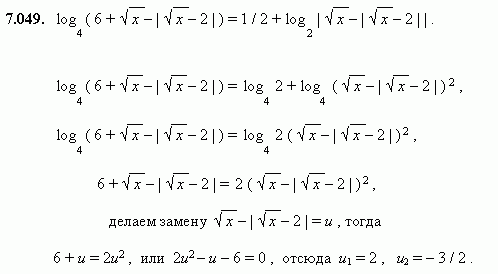 7.049. log₄(6 + √x − |√x − 2|) = 1/2 + log₂|√x − |√x − 2||.
log₄(6 + √x − |√x − 2|) = log₄ 2 + log₄ (√x − |√x − 2|)²,
log₄(6 + √x − |√x − 2|) = log₄ 2(√x − |√x − 2|)²,
6 + √x − |√x − 2| = 2(√x − |√x − 2|)²,
делаем замену √x − |√x − 2| = u, тогда
6 + u = 2u², или 2u² − u − 6 = 0, отсюда u₁ = 2, u₂ = − 3/2.